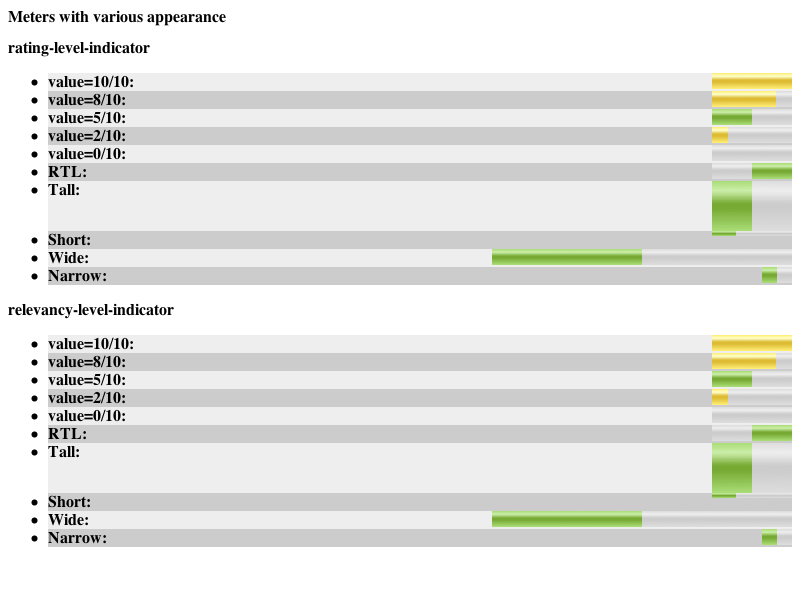 Meters with various appearance
rating-level-indicator
value=10/10:
value=8/10:
value=5/10:
value=2/10:
value=0/10:
RTL:
Tall:
Short:
Wide:
Narrow:
relevancy-level-indicator
value=10/10:
value=8/10:
value=5/10:
value=2/10:
value=0/10:
RTL:
Tall:
Short:
Wide:
Narrow: